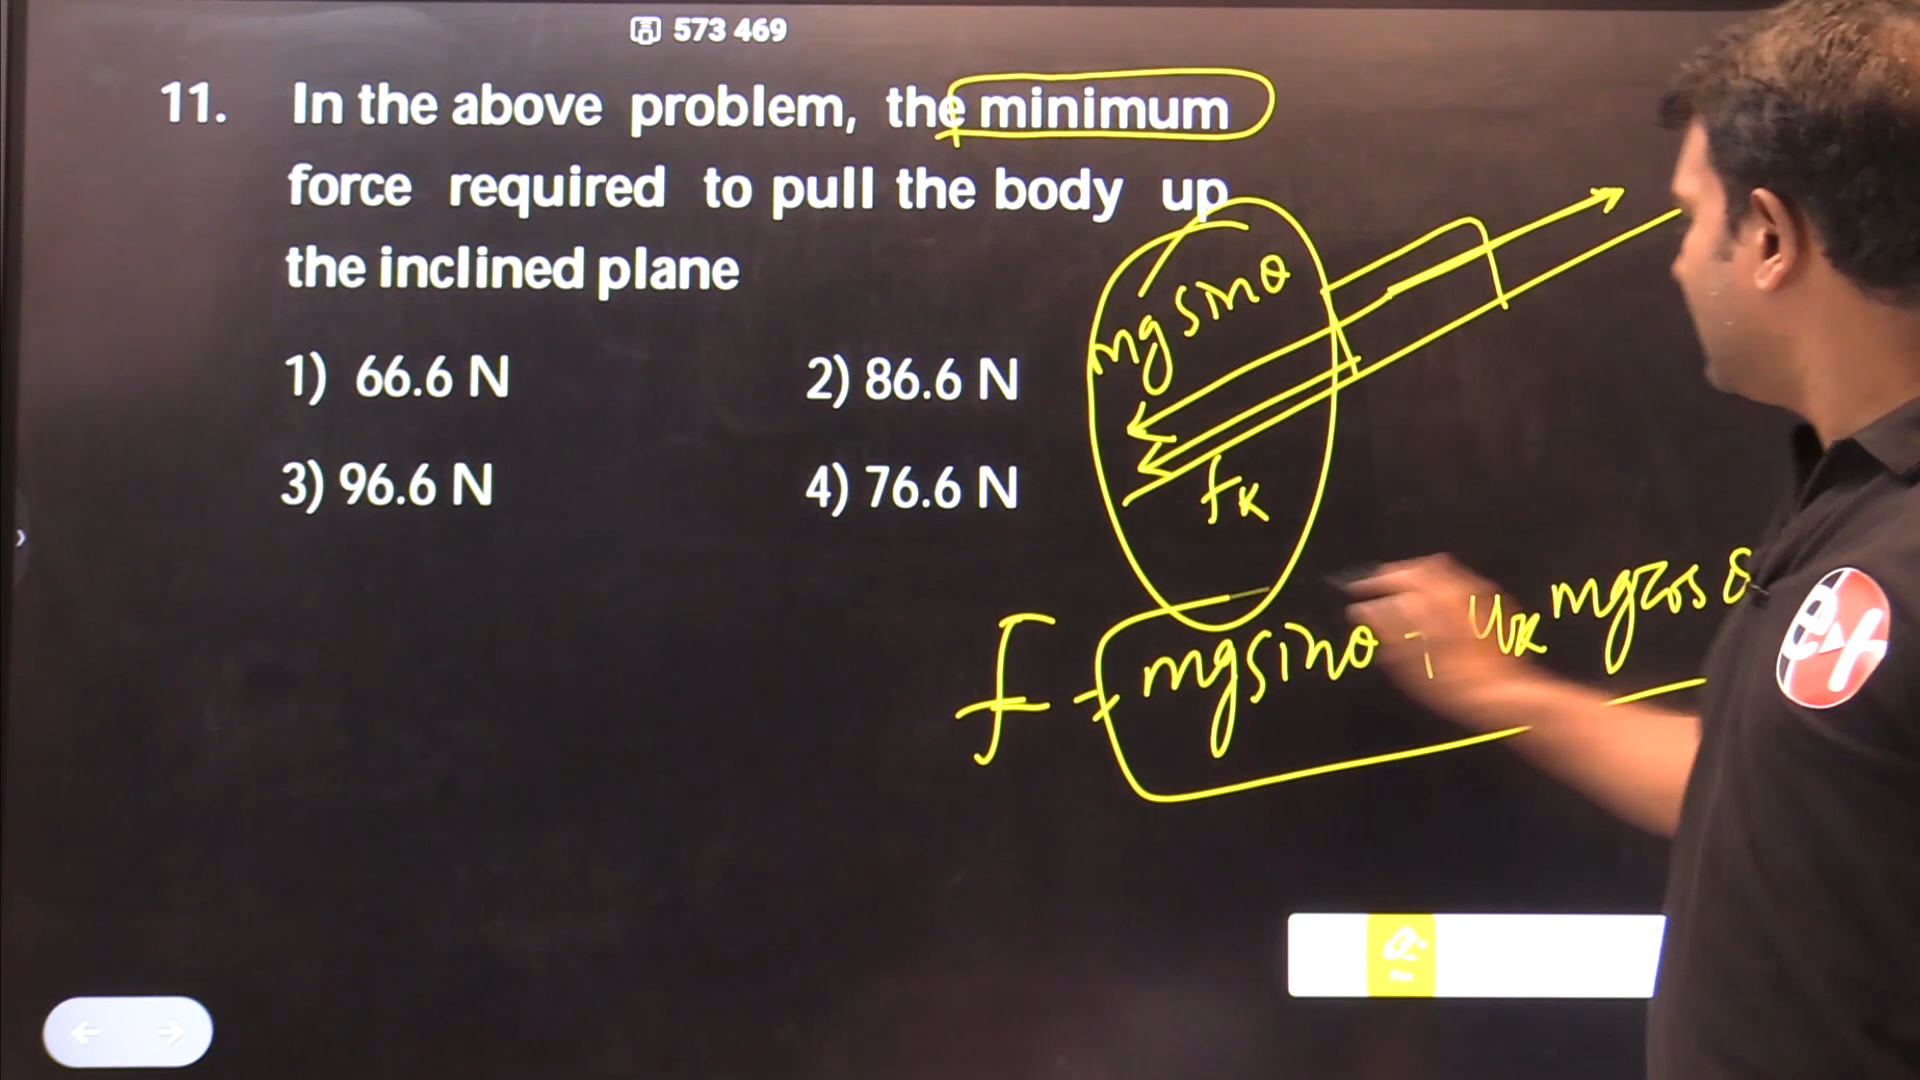 573 469
11. In the above problem, the minimum
force required to pull the body up
the inclined plane
1) 66.6 N 2) 86.6 N
3) 96.6 N 4) 76.6 N
mg sinθ
fK
mg sinθ + μK mg cosθ